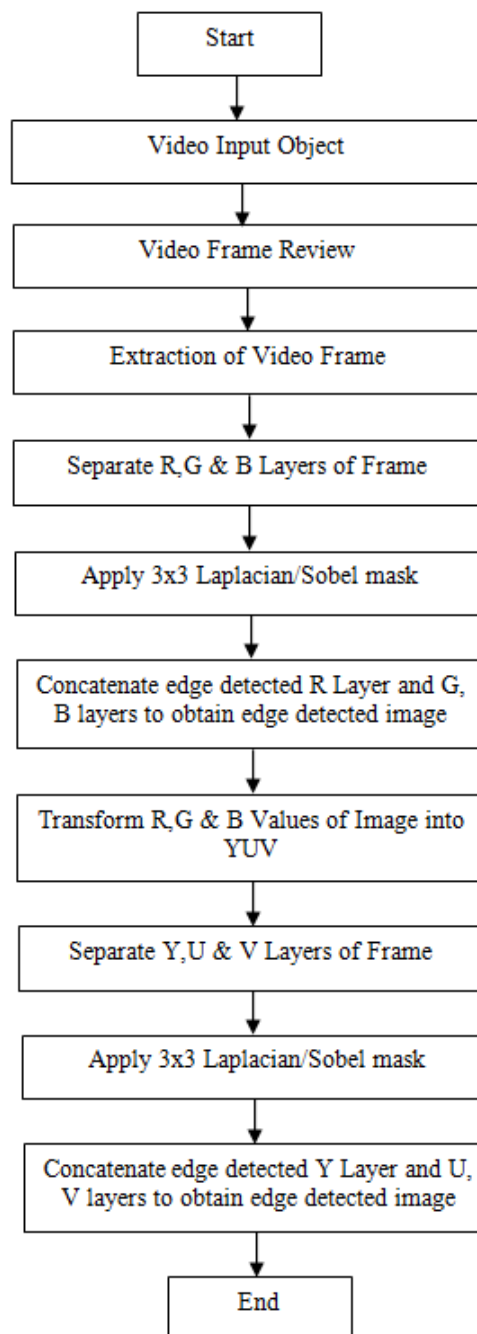 Start
Video Input Object
Video Frame Review
Extraction of Video Frame
Separate R,G & B Layers of Frame
Apply 3x3 Laplacian/Sobel mask
Concatenate edge detected R Layer and G,
B layers to obtain edge detected image
Transform R,G & B Values of Image into
YUV
Separate Y,U & V Layers of Frame
Apply 3x3 Laplacian/Sobel mask
Concatenate edge detected Y Layer and U,
V layers to obtain edge detected image
End